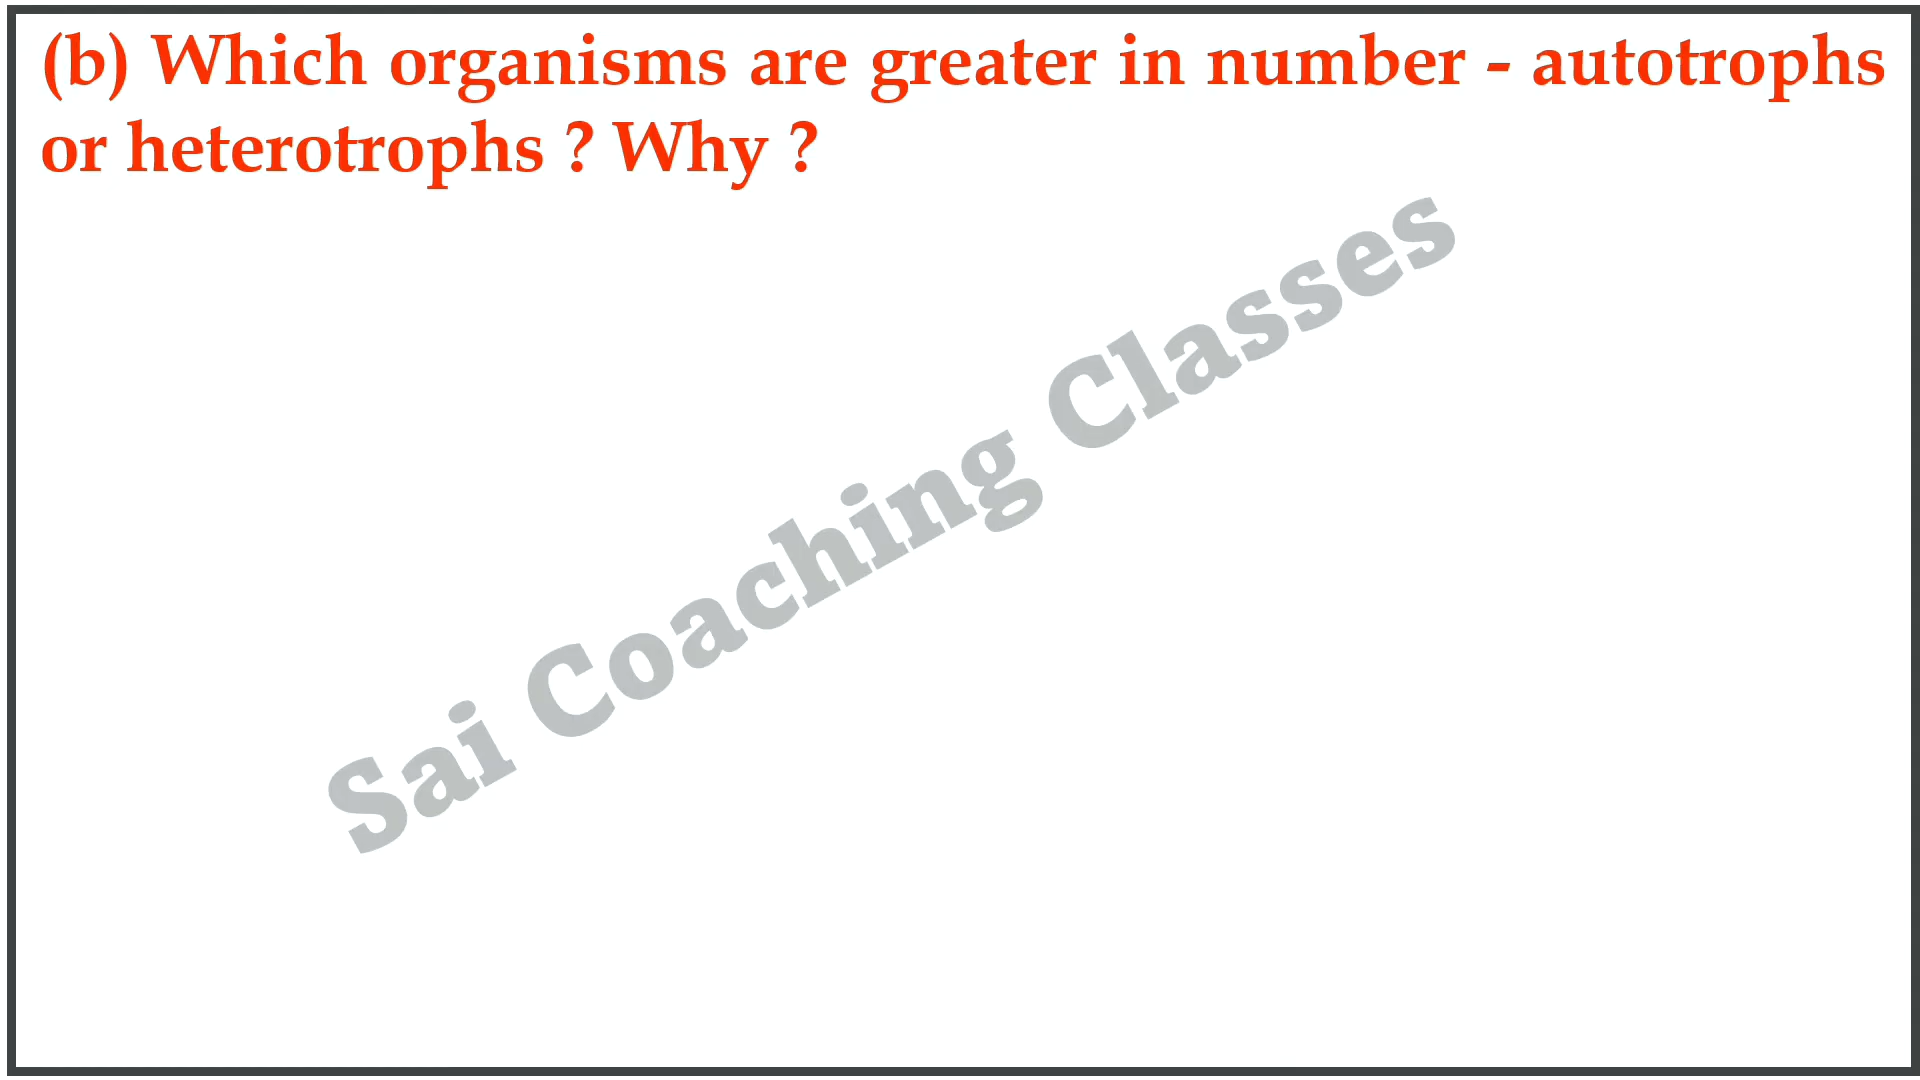 (b) Which organisms are greater in number - autotrophs
or heterotrophs ? Why ?
Sai Coaching Classes